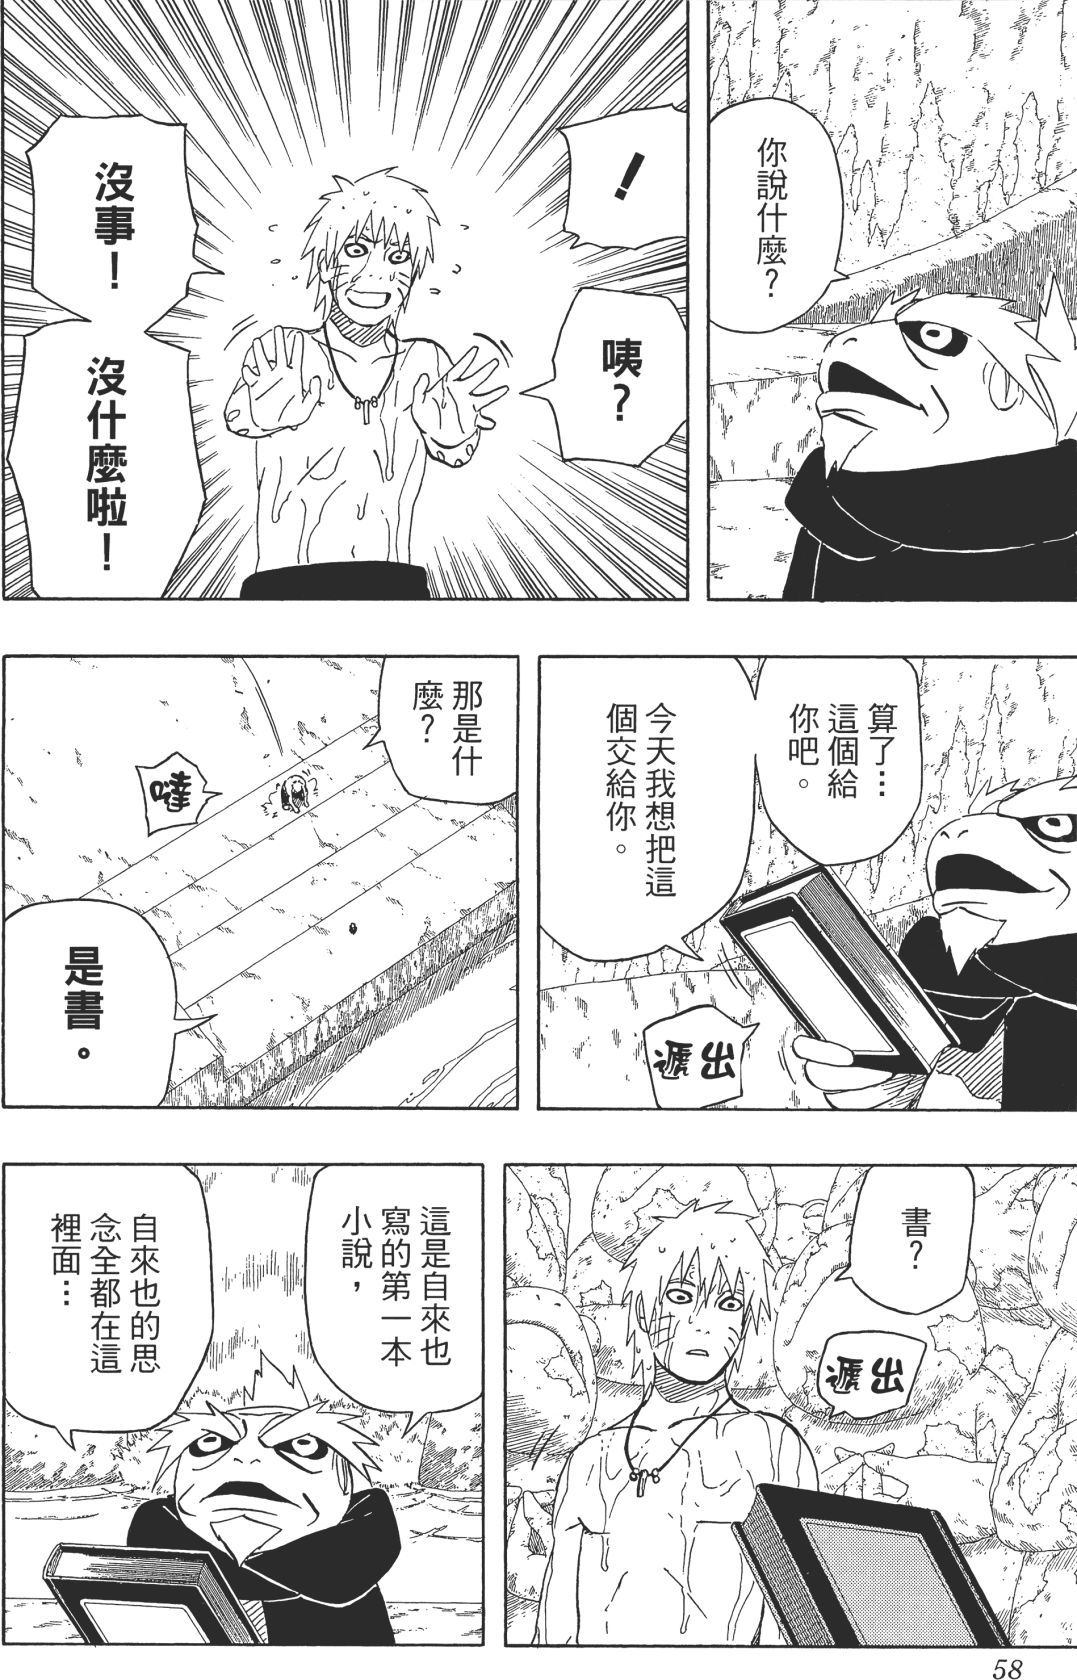 你說什麼？
！
咦？
沒事！
沒什麼啦！
算了…
這個給
你吧。
今天我想把這
個交給你。
遞出
那是什
麼？
噠
是書。
書？
遞出
這是自來也
寫的第一本
小說，
自來也的思
念全都在這
裡面…
58